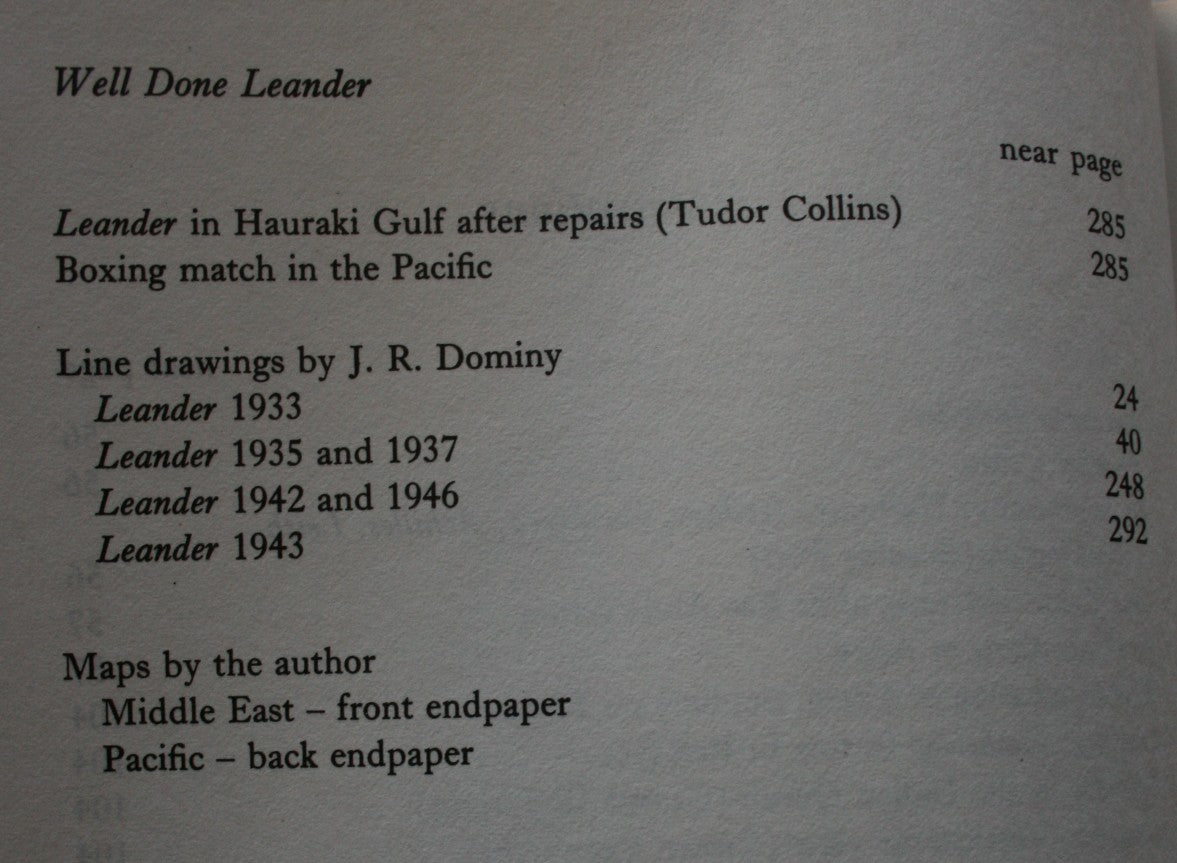 Well Done Leander
near page
Leander in Hauraki Gulf after repairs (Tudor Collins) 285
Boxing match in the Pacific 285
Line drawings by J. R. Dominy
Leander 1933 24
Leander 1935 and 1937 40
Leander 1942 and 1946 248
Leander 1943 292
Maps by the author
Middle East – front endpaper
Pacific – back endpaper